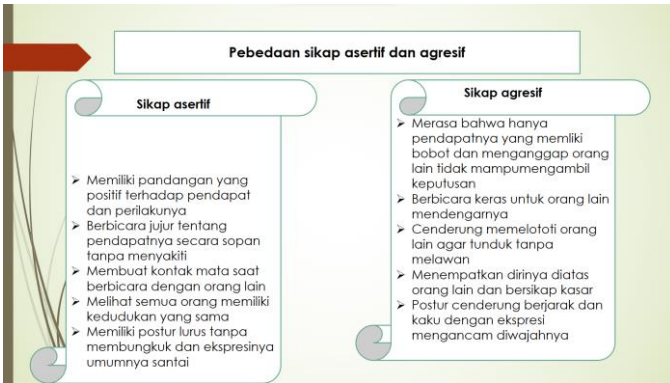 Pebedaan sikap asertif dan agresif
Sikap asertif
➢ Memiliki pandangan yang
positif terhadap pendapat
dan perilakunya
➢ Berbicara jujur tentang
pendapatnya secara sopan
tanpa menyakiti
➢ Membuat kontak mata saat
berbicara dengan orang lain
➢ Melihat semua orang memiliki
kedudukan yang sama
➢ Memiliki postur lurus tanpa
membungkuk dan ekspresinya
umumnya santai
Sikap agresif
➢ Merasa bahwa hanya
pendapatnya yang memliki
bobot dan menganggap orang
lain tidak mampumengambil
keputusan
➢ Berbicara keras untuk orang lain
mendengarnya
➢ Cenderung memelototi orang
lain agar tunduk tanpa
melawan
➢ Menempatkan dirinya diatas
orang lain dan bersikap kasar
➢ Postur cenderung berjarak dan
kaku dengan ekspresi
mengancam diwajahnya